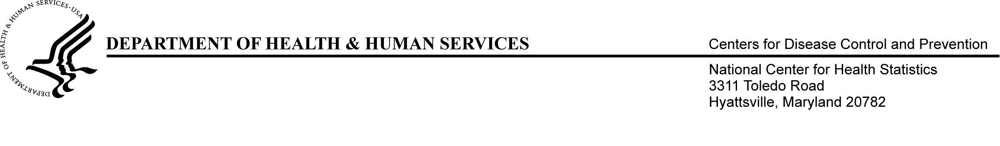 DEPARTMENT OF HEALTH & HUMAN SERVICES · USA
DEPARTMENT OF HEALTH & HUMAN SERVICES
Centers for Disease Control and Prevention
National Center for Health Statistics
3311 Toledo Road
Hyattsville, Maryland 20782